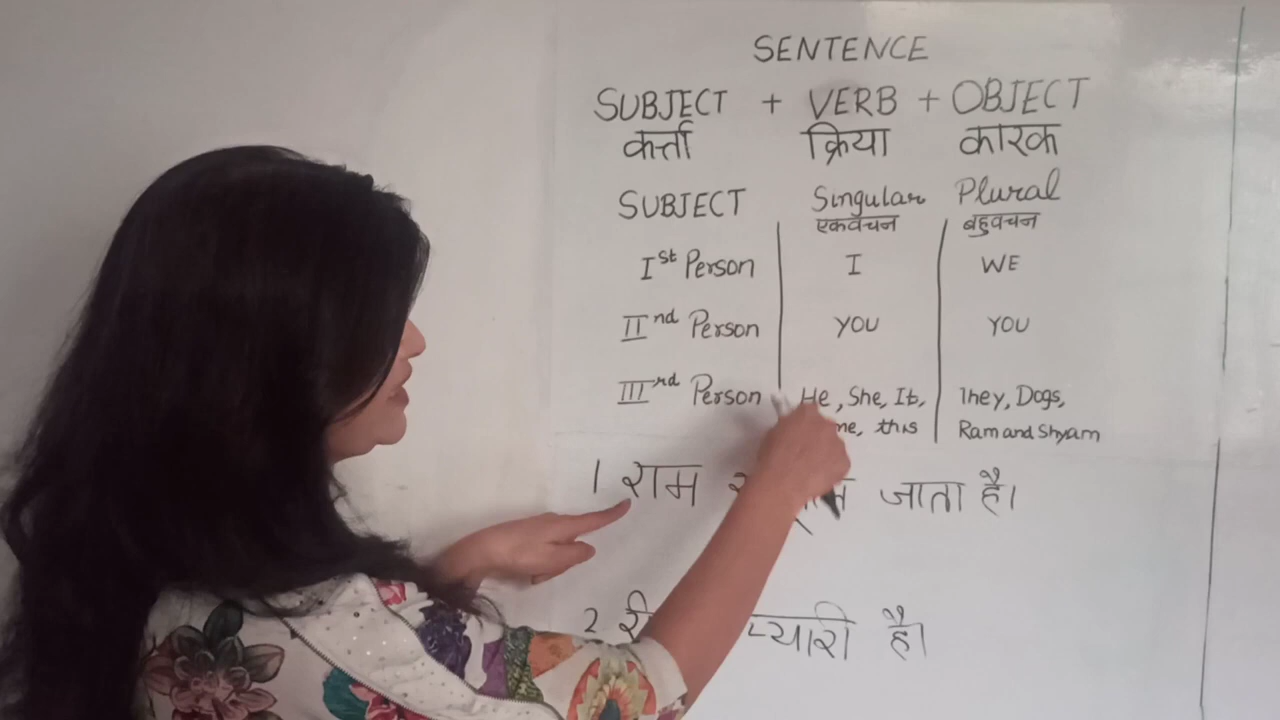 SENTENCE
SUBJECT + VERB + OBJECT
कर्त्ता क्रिया कारक
SUBJECT Singular Plural
एकवचन बहुवचन
Ist Person I WE
IInd Person YOU YOU
IIIrd Person He, She, It, They, Dogs,
this Ram and Shyam
1 राम जाता है।
2 प्यारी है।